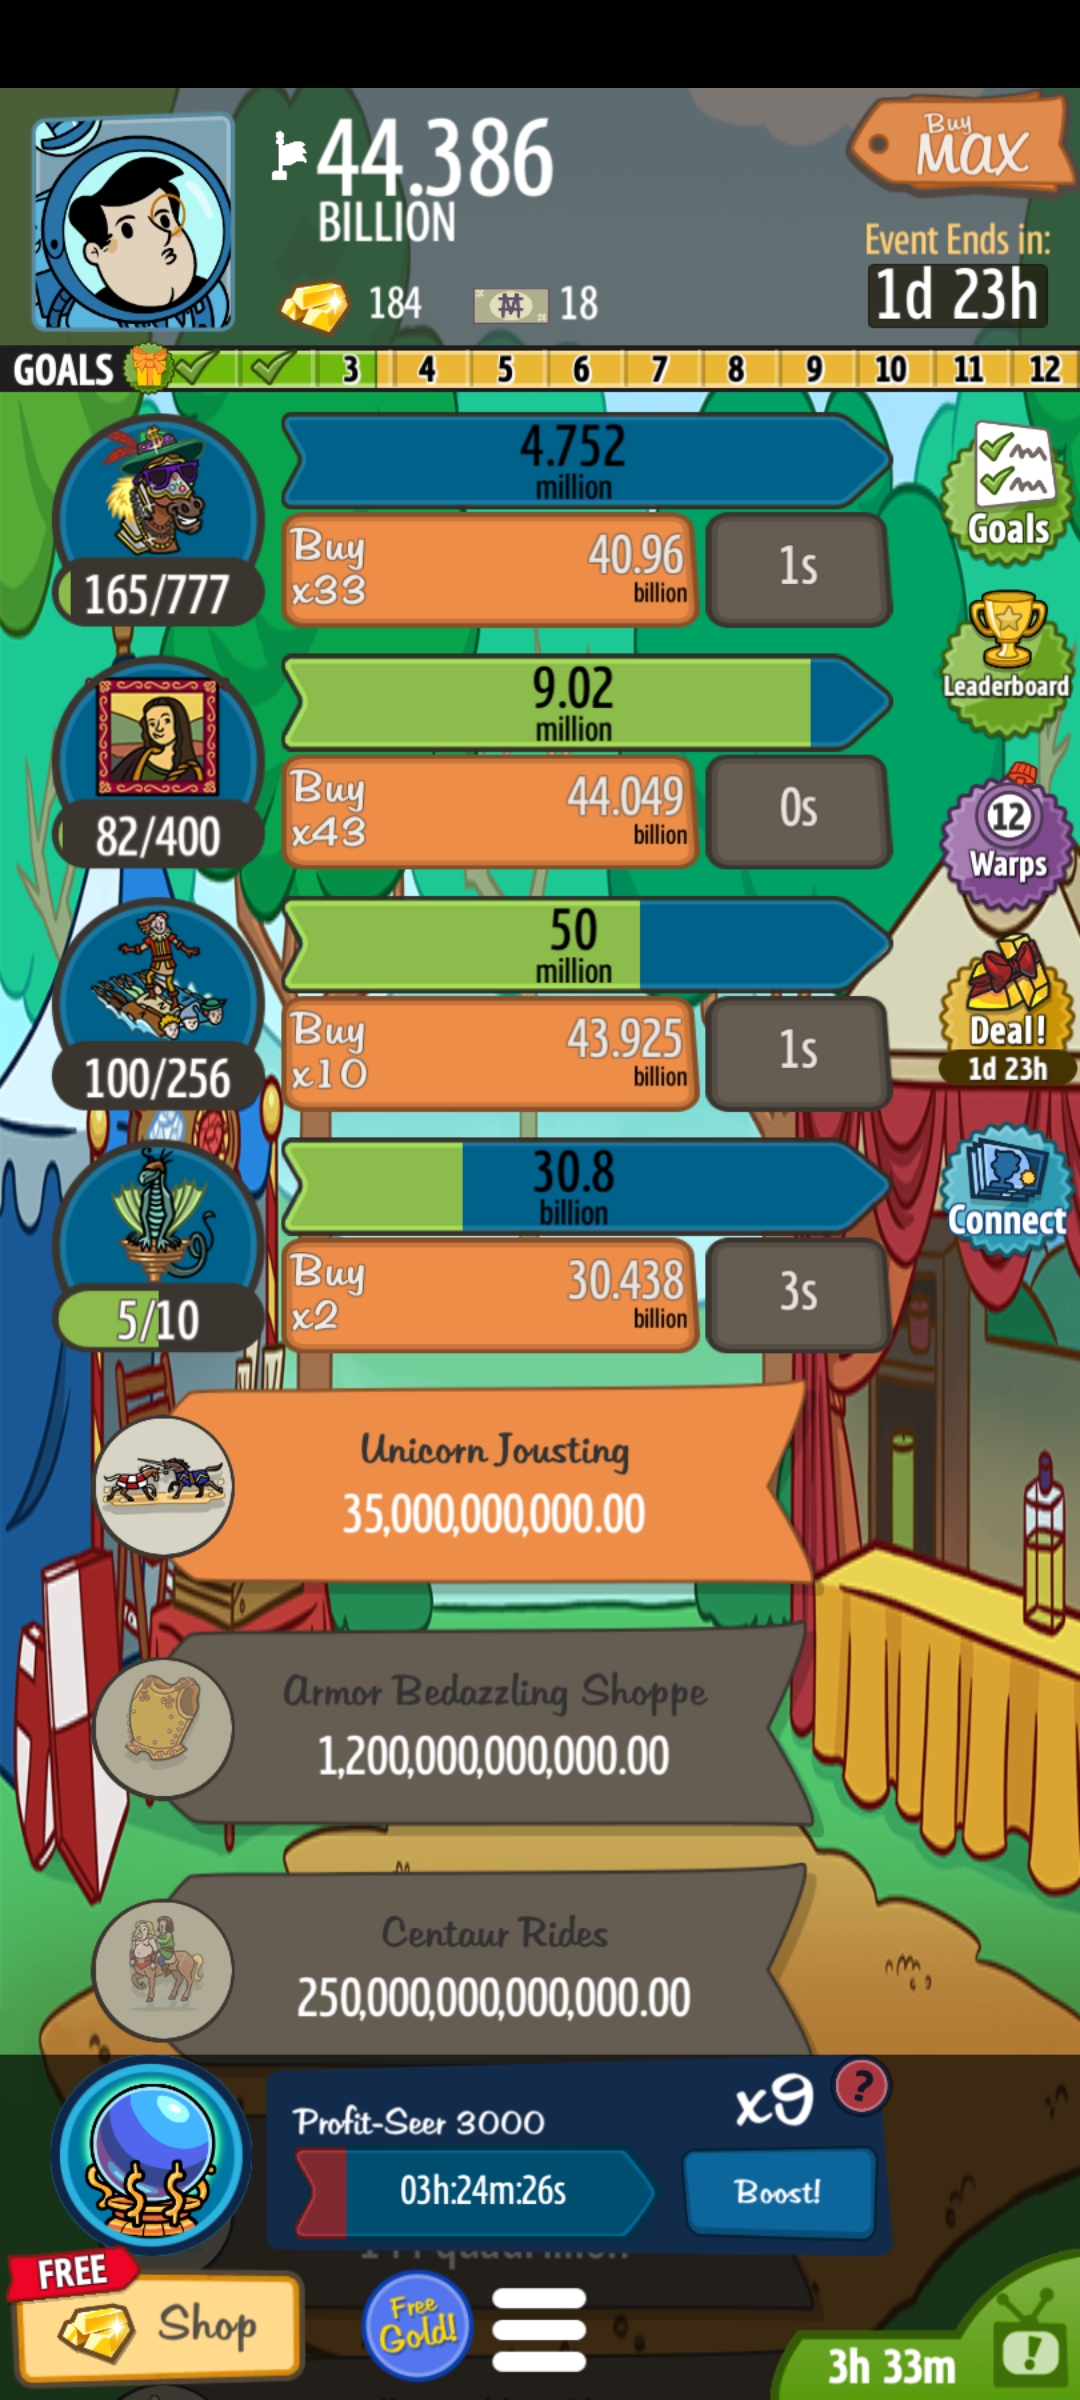 44.386
BILLION
Buy
MAX
Event Ends in:
1d 23h
184
18
GOALS
3 4 5 6 7 8 9 10 11 12
4.752
million
Buy
x33
40.96
billion
1s
165/777
Goals
9.02
million
Buy
x43
44.049
billion
0s
82/400
Leaderboard
12
Warps
50
million
Buy
x10
43.925
billion
1s
100/256
Deal!
1d 23h
30.8
billion
Buy
x2
30.438
billion
3s
5/10
Connect
Unicorn Jousting
35,000,000,000.00
Armor Bedazzling Shoppe
1,200,000,000,000.00
Centaur Rides
250,000,000,000,000.00
Profit-Seer 3000
x9
?
03h:24m:26s
Boost!
FREE
Shop
Free
Gold!
3h 33m
!